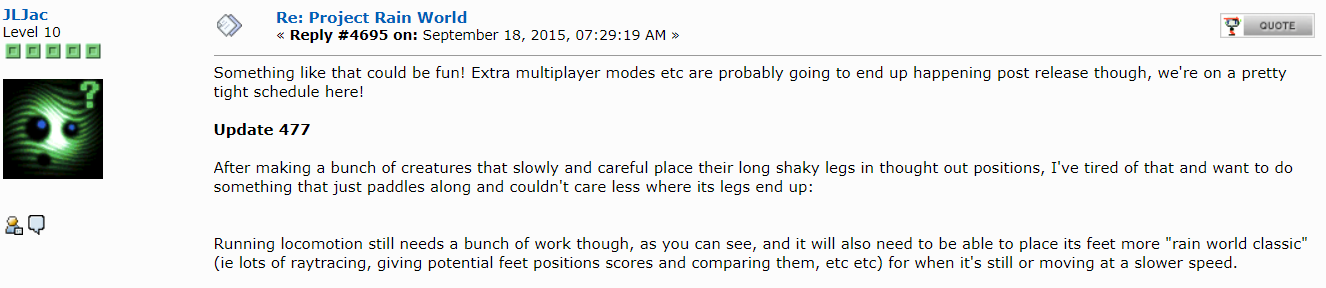 JLJac
Level 10
Re: Project Rain World
« Reply #4695 on: September 18, 2015, 07:29:19 AM »
QUOTE
Something like that could be fun! Extra multiplayer modes etc are probably going to end up happening post release though, we're on a pretty
tight schedule here!
Update 477
After making a bunch of creatures that slowly and careful place their long shaky legs in thought out positions, I've tired of that and want to do
something that just paddles along and couldn't care less where its legs end up:
Running locomotion still needs a bunch of work though, as you can see, and it will also need to be able to place its feet more "rain world classic"
(ie lots of raytracing, giving potential feet positions scores and comparing them, etc etc) for when it's still or moving at a slower speed.